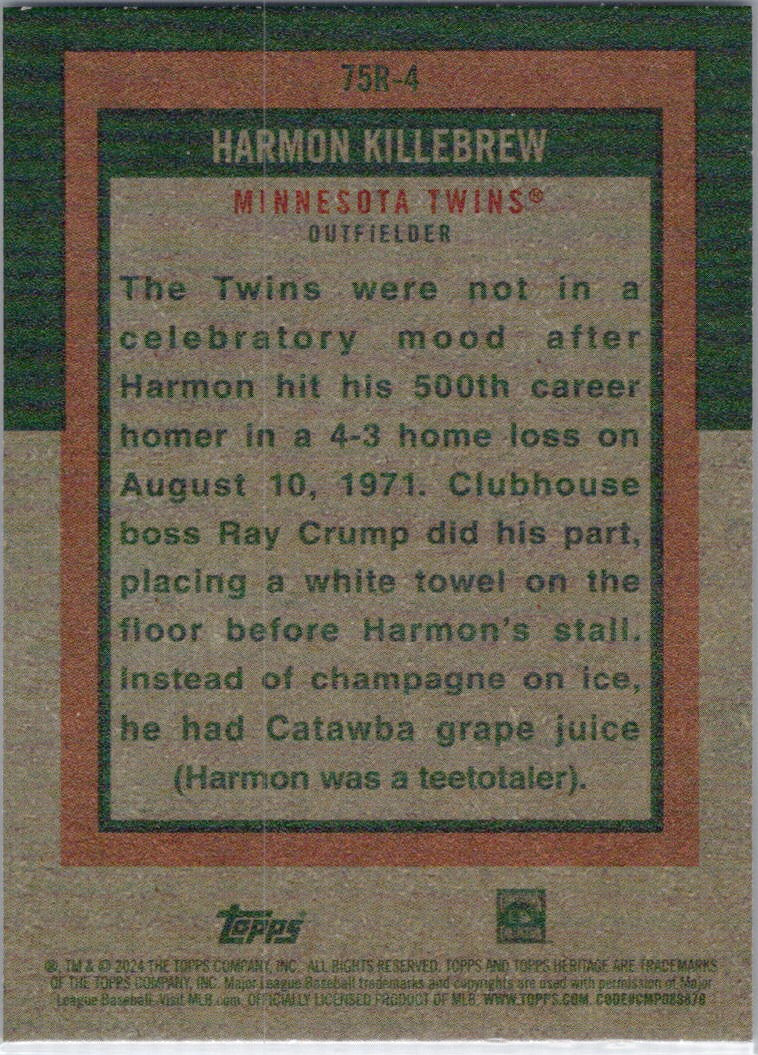 75R-4
HARMON KILLEBREW
MINNESOTA TWINS®
OUTFIELDER
The Twins were not in a
celebratory mood after
Harmon hit his 500th career
homer in a 4-3 home loss on
August 10, 1971. Clubhouse
boss Ray Crump did his part,
placing a white towel on the
floor before Harmon's stall.
Instead of champagne on ice,
he had Catawba grape juice
(Harmon was a teetotaler).
Topps
®, TM & © 2024 THE TOPPS COMPANY, INC. ALL RIGHTS RESERVED. TOPPS AND TOPPS HERITAGE ARE TRADEMARKS
OF THE TOPPS COMPANY, INC. Major League Baseball trademarks and copyrights are used with permission of Major
League Baseball. Visit MLB.com. OFFICIALLY LICENSED PRODUCT OF MLB. WWW.TOPPS.COM.